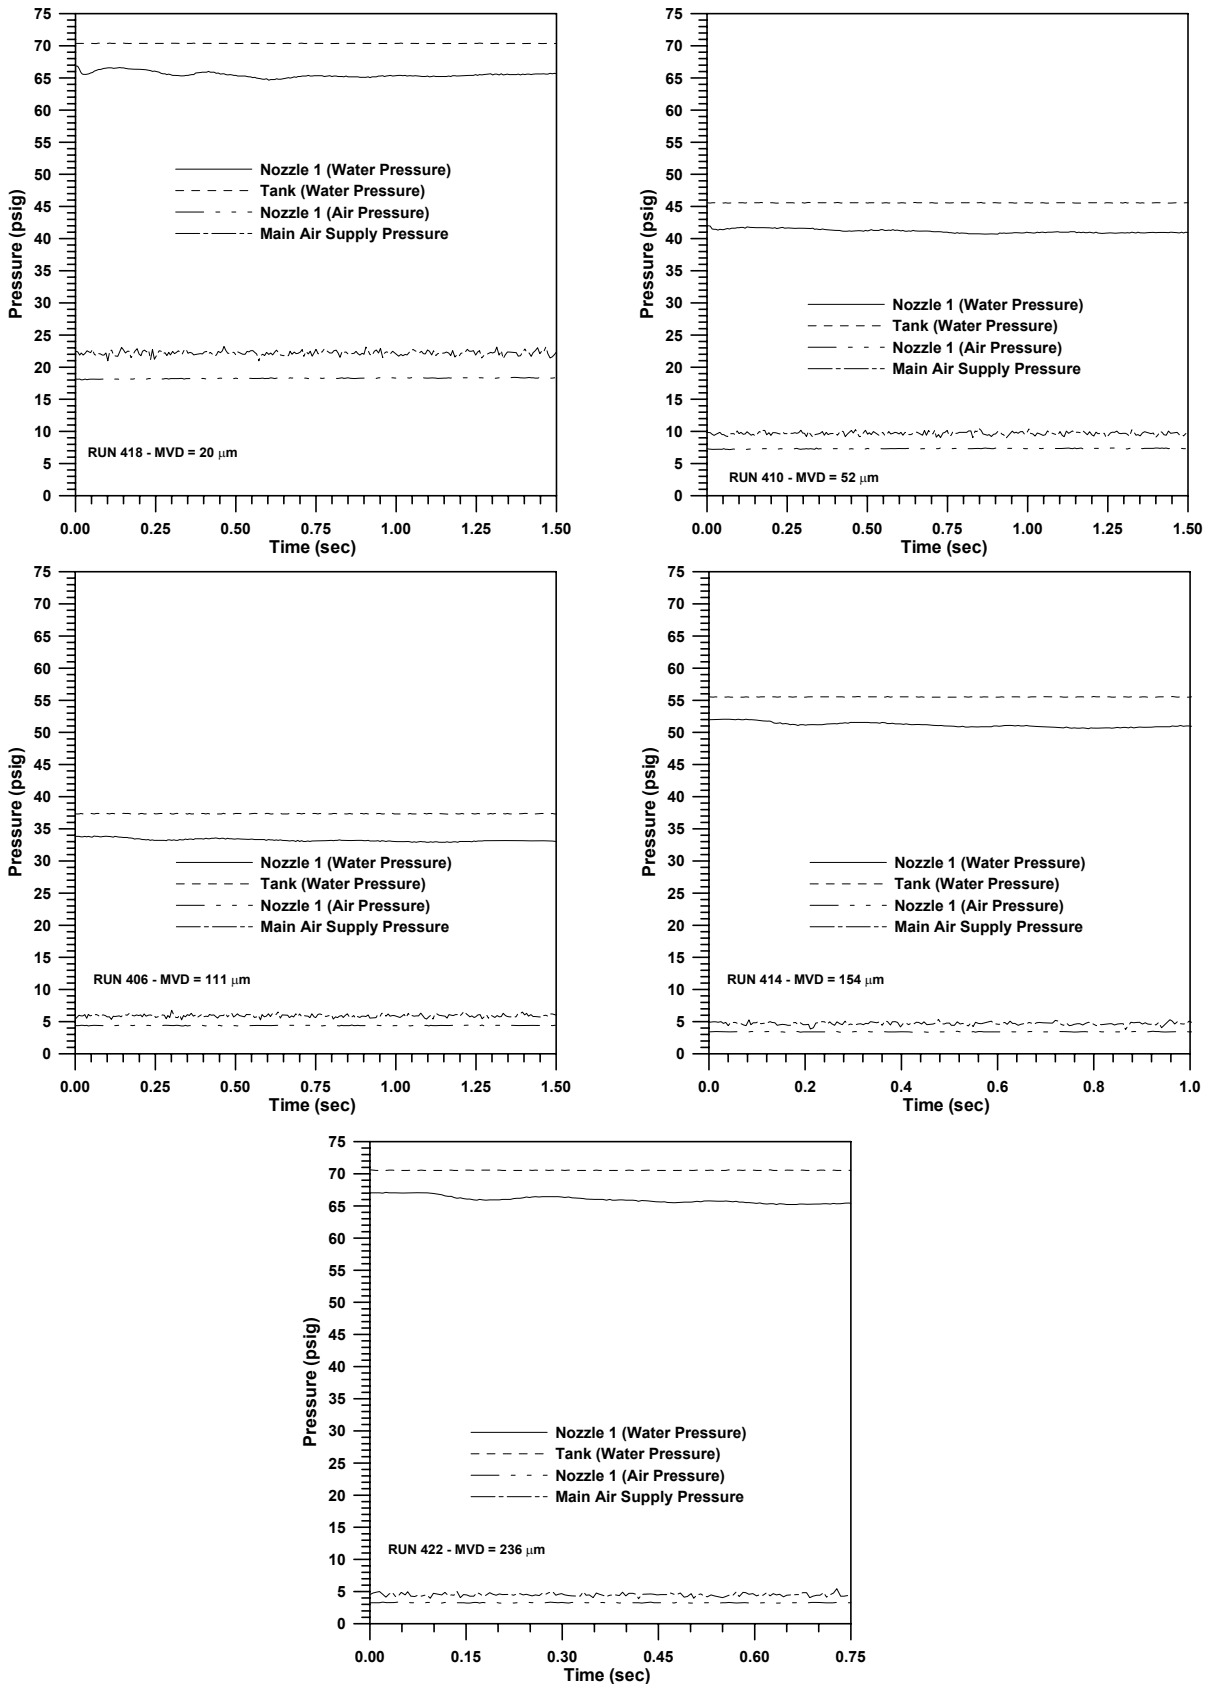 75
70
65
60
55
50
45
40
35
30
25
20
15
10
5
0
Pressure (psig)
Nozzle 1 (Water Pressure)
Tank (Water Pressure)
Nozzle 1 (Air Pressure)
Main Air Supply Pressure
RUN 418 - MVD = 20 μm
0.00 0.25 0.50 0.75 1.00 1.25 1.50
Time (sec)
75
70
65
60
55
50
45
40
35
30
25
20
15
10
5
0
Pressure (psig)
Nozzle 1 (Water Pressure)
Tank (Water Pressure)
Nozzle 1 (Air Pressure)
Main Air Supply Pressure
RUN 410 - MVD = 52 μm
0.00 0.25 0.50 0.75 1.00 1.25 1.50
Time (sec)
75
70
65
60
55
50
45
40
35
30
25
20
15
10
5
0
Pressure (psig)
Nozzle 1 (Water Pressure)
Tank (Water Pressure)
Nozzle 1 (Air Pressure)
Main Air Supply Pressure
RUN 406 - MVD = 111 μm
0.00 0.25 0.50 0.75 1.00 1.25 1.50
Time (sec)
75
70
65
60
55
50
45
40
35
30
25
20
15
10
5
0
Pressure (psig)
Nozzle 1 (Water Pressure)
Tank (Water Pressure)
Nozzle 1 (Air Pressure)
Main Air Supply Pressure
RUN 414 - MVD = 154 μm
0.0 0.2 0.4 0.6 0.8 1.0
Time (sec)
75
70
65
60
55
50
45
40
35
30
25
20
15
10
5
0
Pressure (psig)
Nozzle 1 (Water Pressure)
Tank (Water Pressure)
Nozzle 1 (Air Pressure)
Main Air Supply Pressure
RUN 422 - MVD = 236 μm
0.00 0.15 0.30 0.45 0.60 0.75
Time (sec)